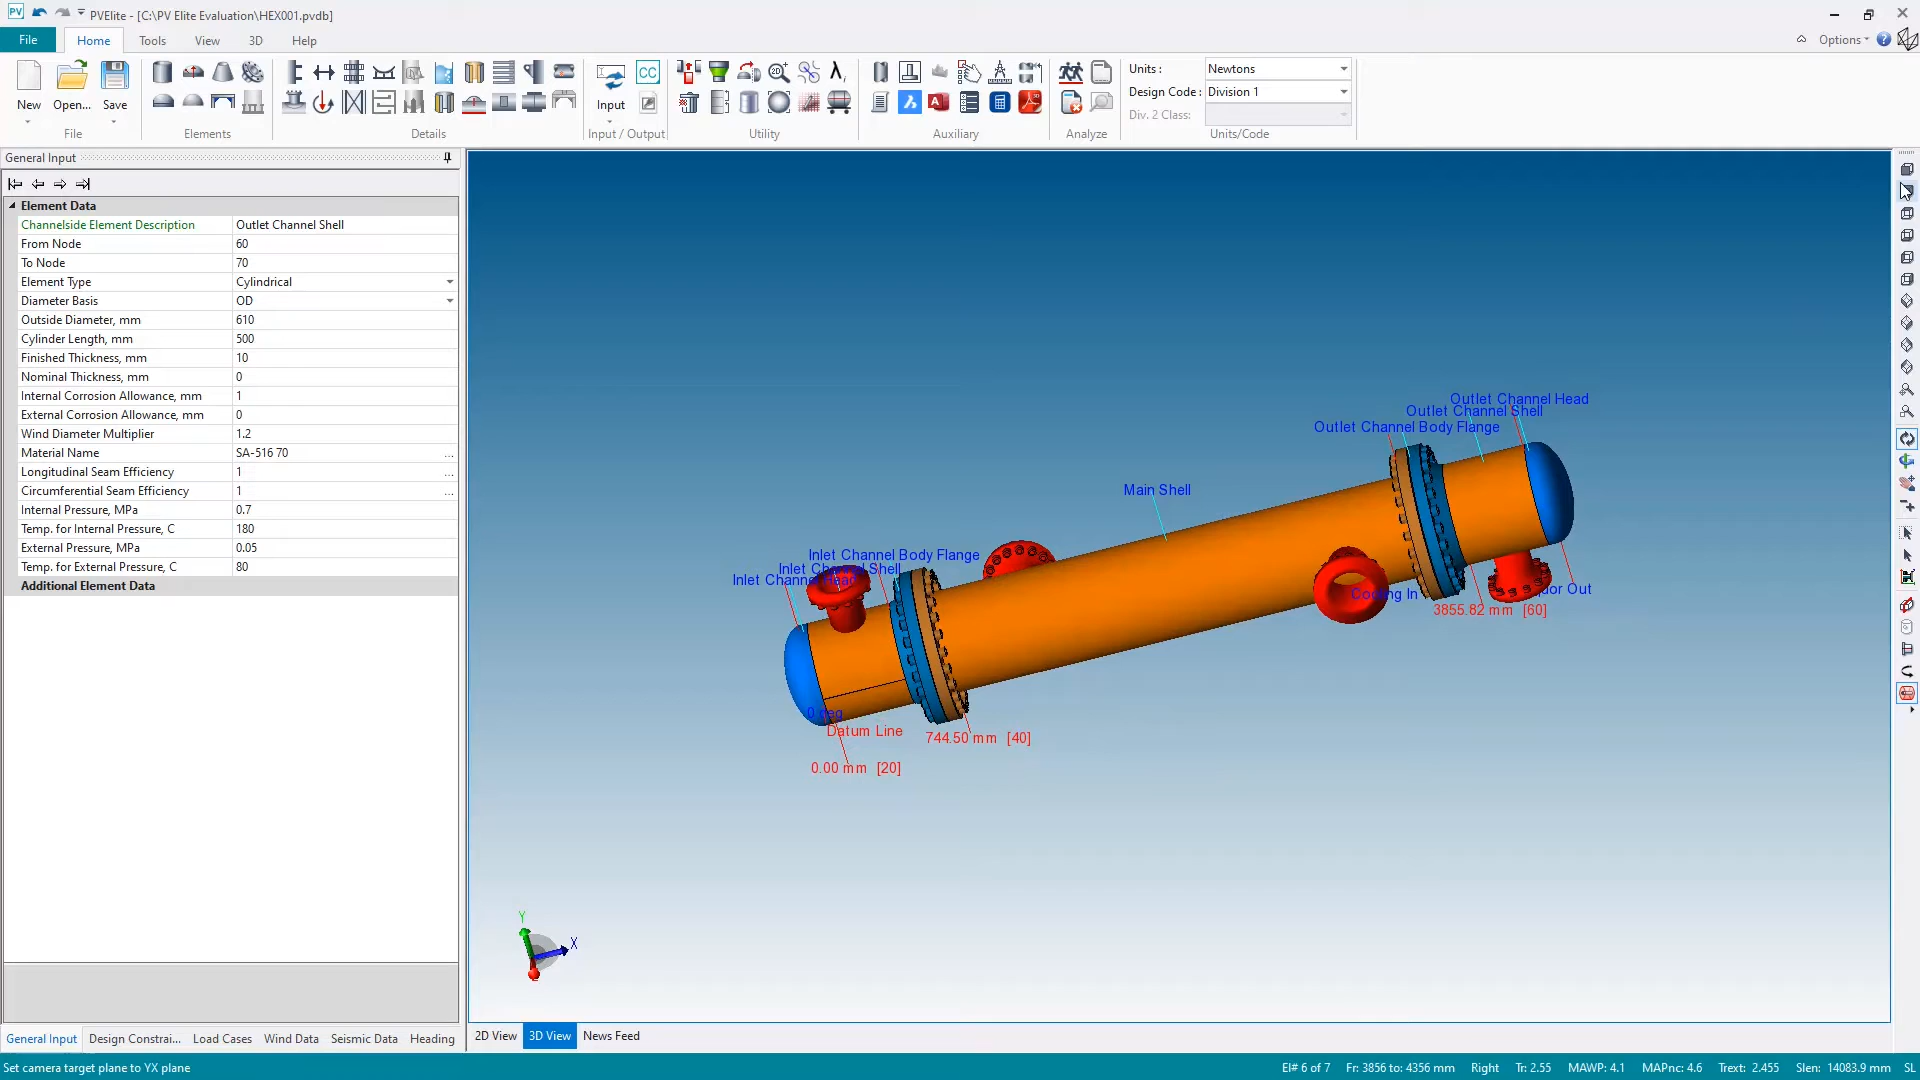 PVElite - [C:\PV Elite Evaluation\HEX001.pvdb]
File Home Tools View 3D Help
Options
New Open... Save Input
CC
Units : Newtons
Design Code : Division 1
Div. 2 Class:
File Elements Details Input / Output Utility Auxiliary Analyze Units/Code
General Input
Element Data
Channelside Element Description Outlet Channel Shell
From Node 60
To Node 70
Element Type Cylindrical
Diameter Basis OD
Outside Diameter, mm 610
Cylinder Length, mm 500
Finished Thickness, mm 10
Nominal Thickness, mm 0
Internal Corrosion Allowance, mm 1
External Corrosion Allowance, mm 0
Wind Diameter Multiplier 1.2
Material Name SA-516 70 ...
Longitudinal Seam Efficiency 1 ...
Circumferential Seam Efficiency 1 ...
Internal Pressure, MPa 0.7
Temp. for Internal Pressure, C 180
External Pressure, MPa 0.05
Temp. for External Pressure, C 80
Additional Element Data
Outlet Channel Head
Outlet Channel Shell
Outlet Channel Body Flange
Main Shell
Inlet Channel Body Flange
Inlet Channel Shell
Inlet Channel Head
Cooling In
Out
3855.82 mm [60]
0 deg
Datum Line
744.50 mm [40]
0.00 mm [20]
Y
X
2D View 3D View News Feed
General Input Design Constrai... Load Cases Wind Data Seismic Data Heading
Set camera target plane to YX plane
El# 6 of 7 Fr: 3856 to: 4356 mm Right Tr: 2.55 MAWP: 4.1 MAPnc: 4.6 Trext: 2.455 Slen: 14083.9 mm SL